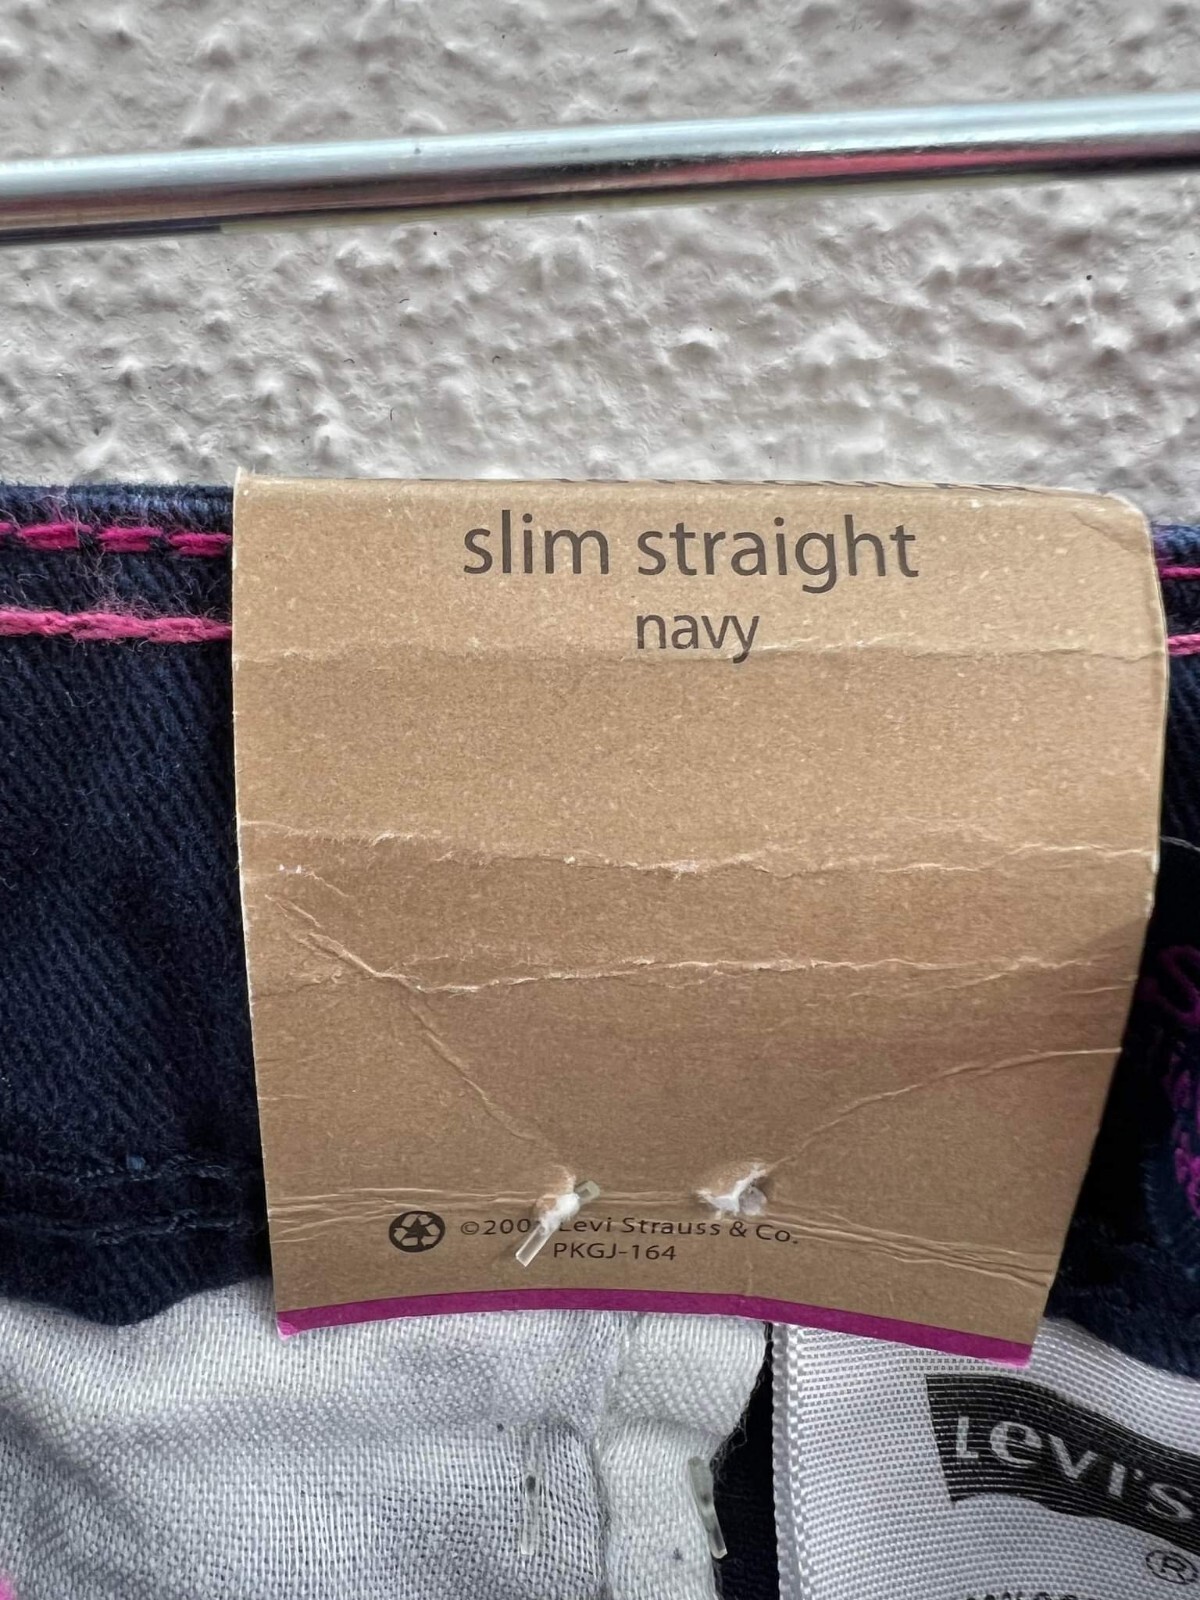 slim straight
navy
Levi Strauss & Co.
PKGJ-164
Levi's
®